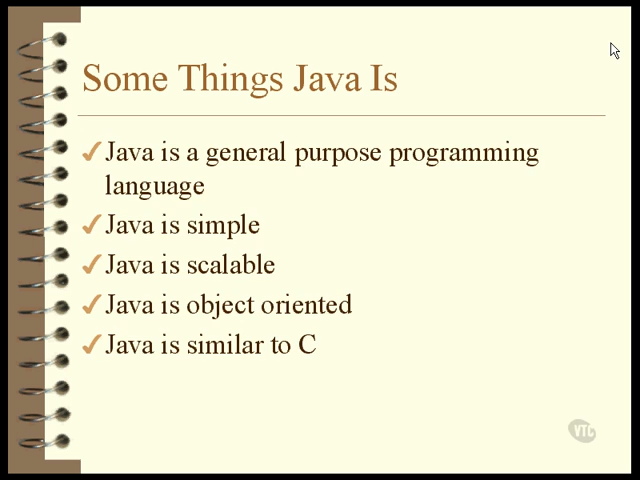 Some Things Java Is
Java is a general purpose programming
language
Java is simple
Java is scalable
Java is object oriented
Java is similar to C
VTC